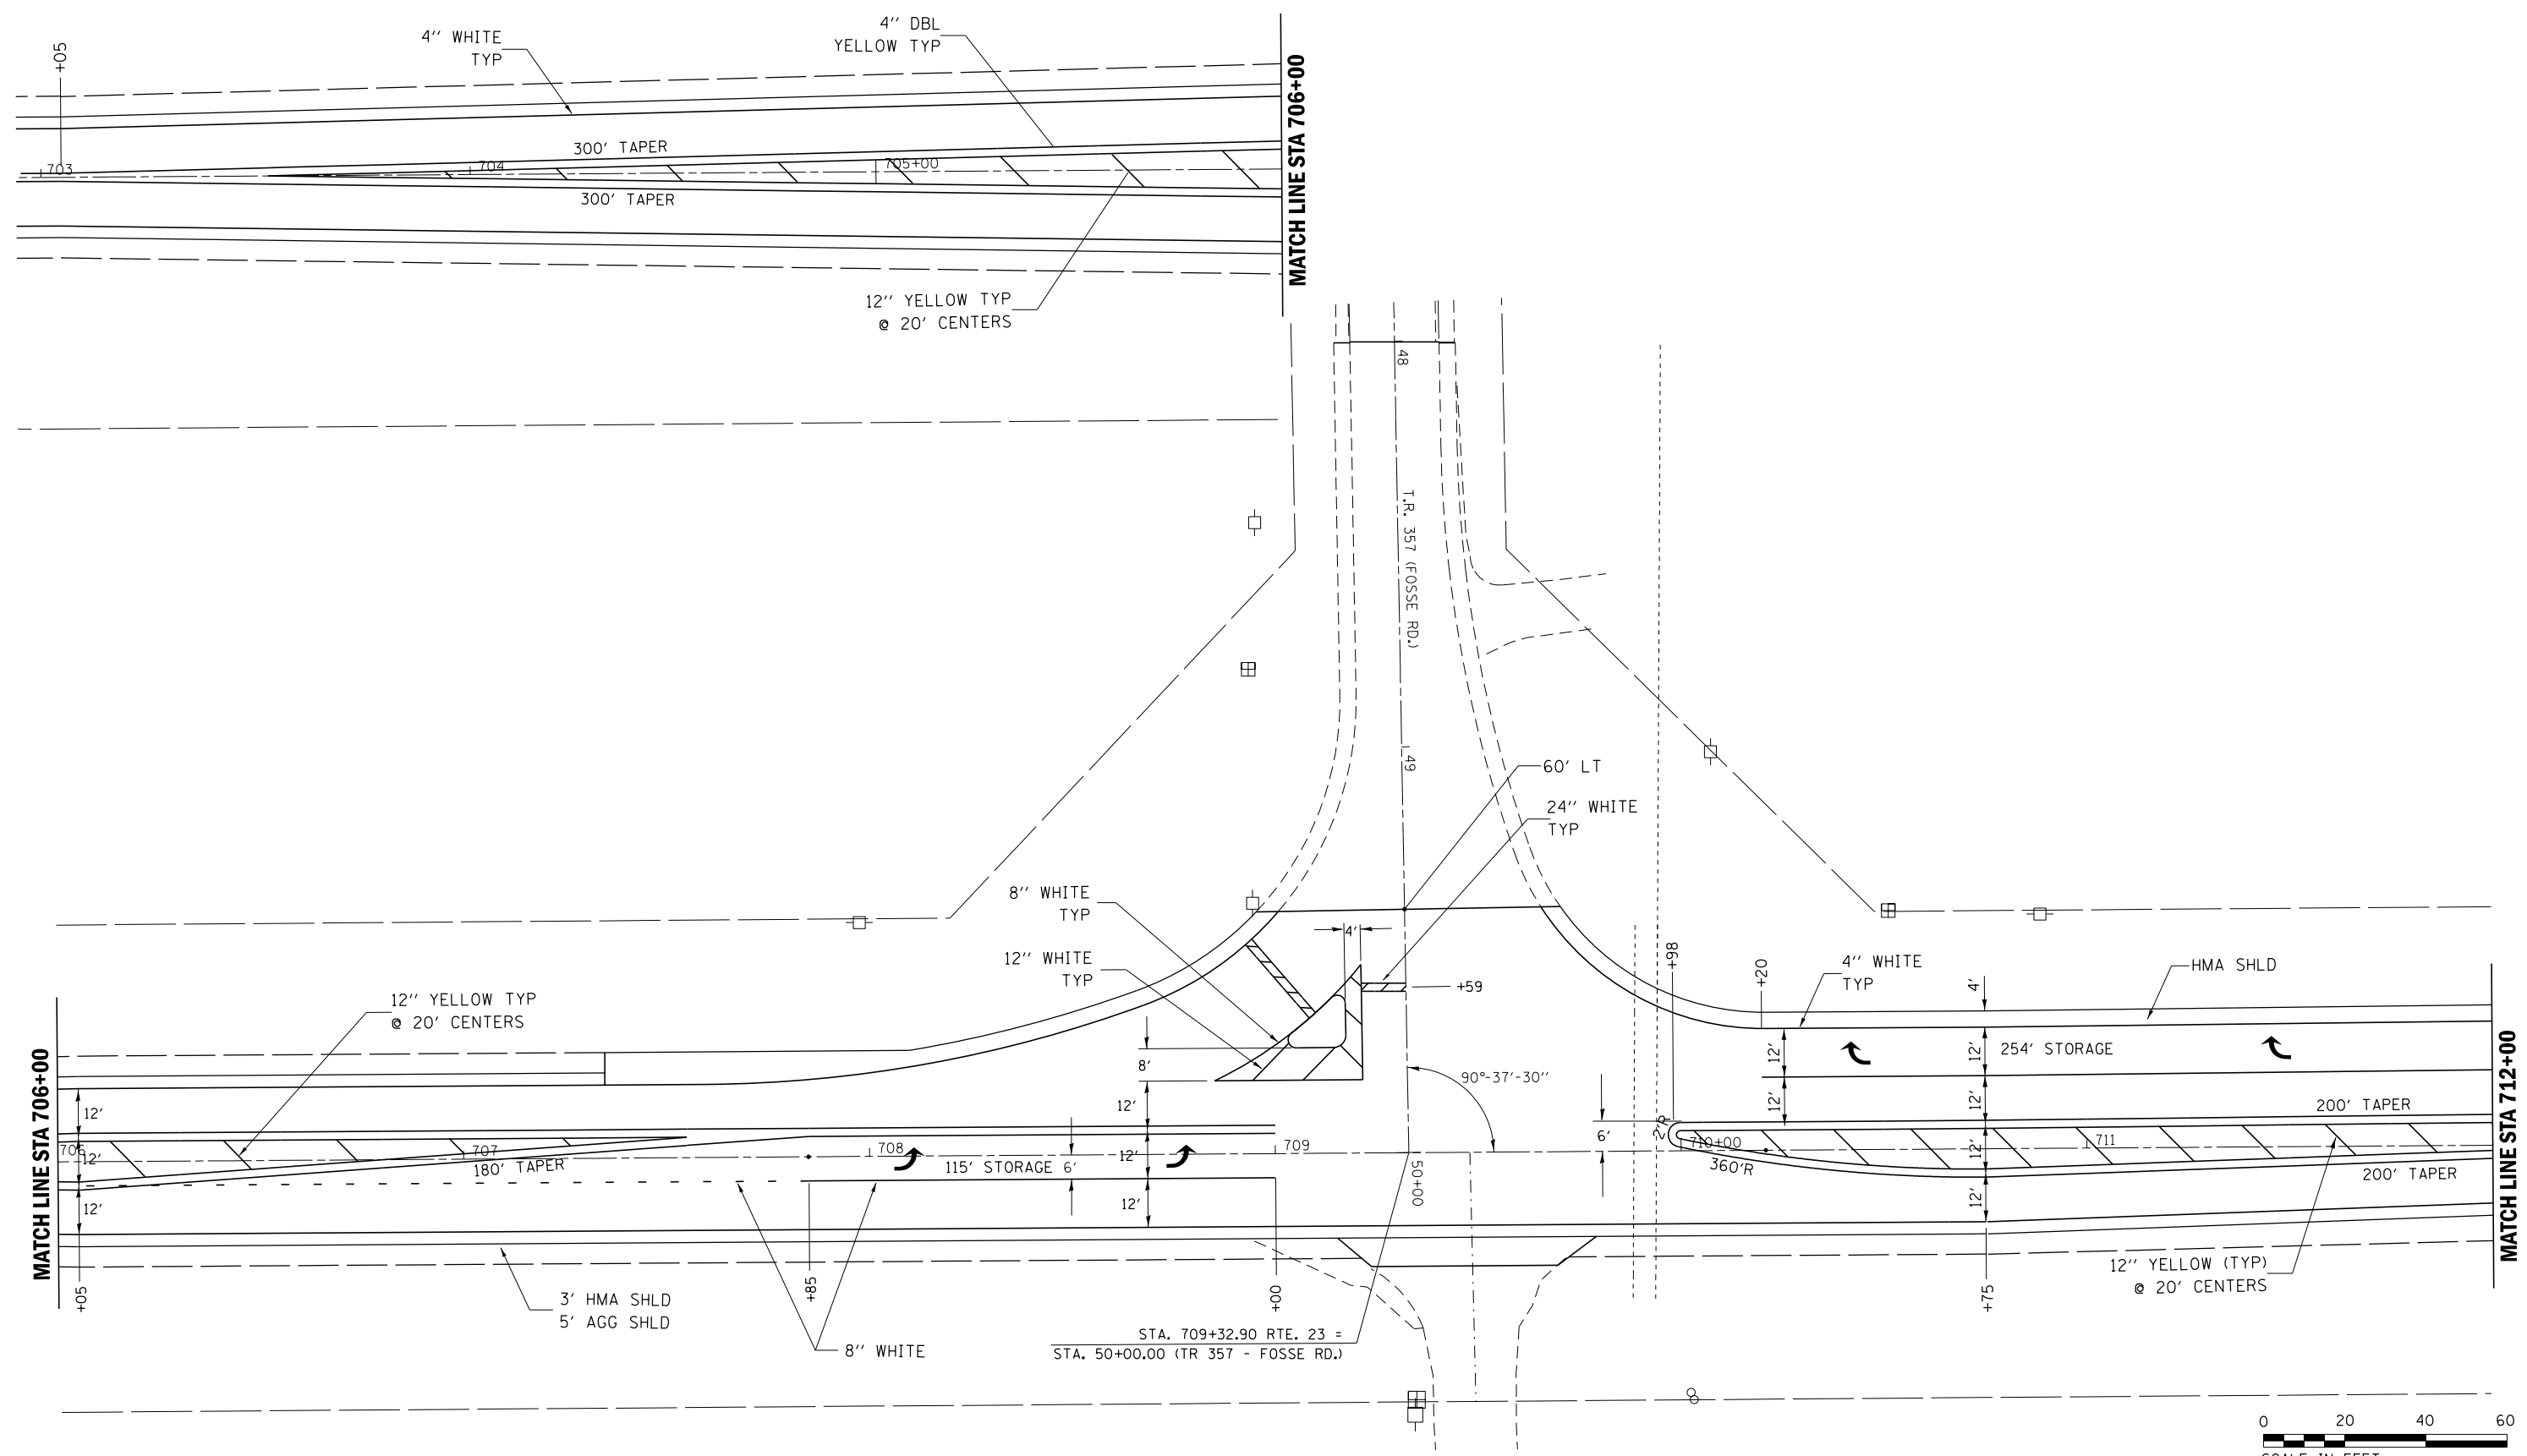 +05
4'' WHITE
TYP
4'' DBL
YELLOW TYP
MATCH LINE STA 706+00
300' TAPER
703
704
705+00
300' TAPER
12'' YELLOW TYP
@ 20' CENTERS
48
T.R. 357 (FOSSE RD.)
49
60' LT
24'' WHITE
TYP
8'' WHITE
TYP
12'' WHITE
TYP
4'
+59
+98
+20
4'' WHITE
TYP
4'
HMA SHLD
MATCH LINE STA 706+00
12'' YELLOW TYP
@ 20' CENTERS
12'
706
12'
12'
707
180' TAPER
708
115' STORAGE
6'
8'
12'
12'
12'
709
90°-37'-30''
50+00
6'
2'R
710+00
360'R
12'
12'
12'
12'
12'
12'
254' STORAGE
711
200' TAPER
200' TAPER
MATCH LINE STA 712+00
+05
3' HMA SHLD
5' AGG SHLD
+85
8'' WHITE
+00
STA. 709+32.90 RTE. 23 =
STA. 50+00.00 (TR 357 - FOSSE RD.)
+75
12'' YELLOW (TYP)
@ 20' CENTERS
0 20 40 60
SCALE IN FEET